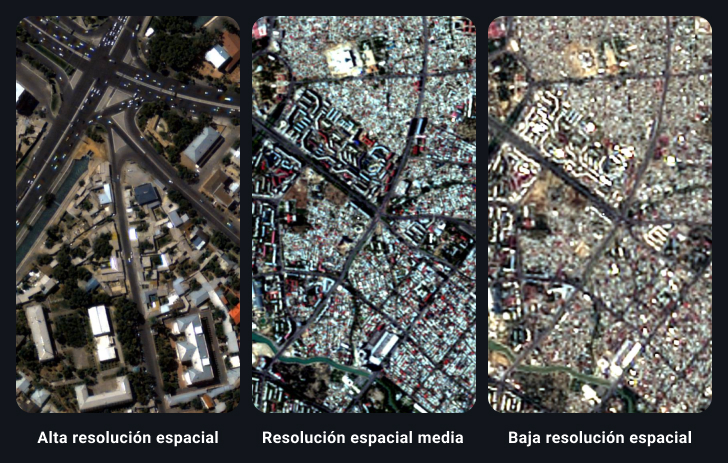 Alta resolución espacial
Resolución espacial media
Baja resolución espacial